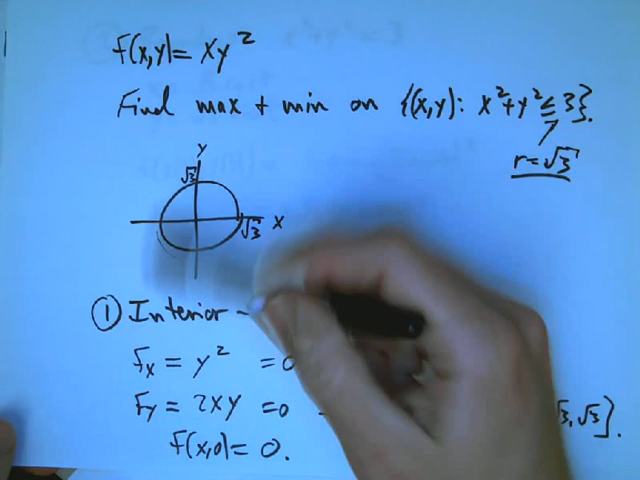 f(x,y) = xy²
Find max + min on {(x,y): x²+y² ≤ 3}.
r=√3
y
√3
√3 x
① Interior -
fx = y² = 0
fy = 2xy = 0
√3, √3].
f(x,0) = 0.